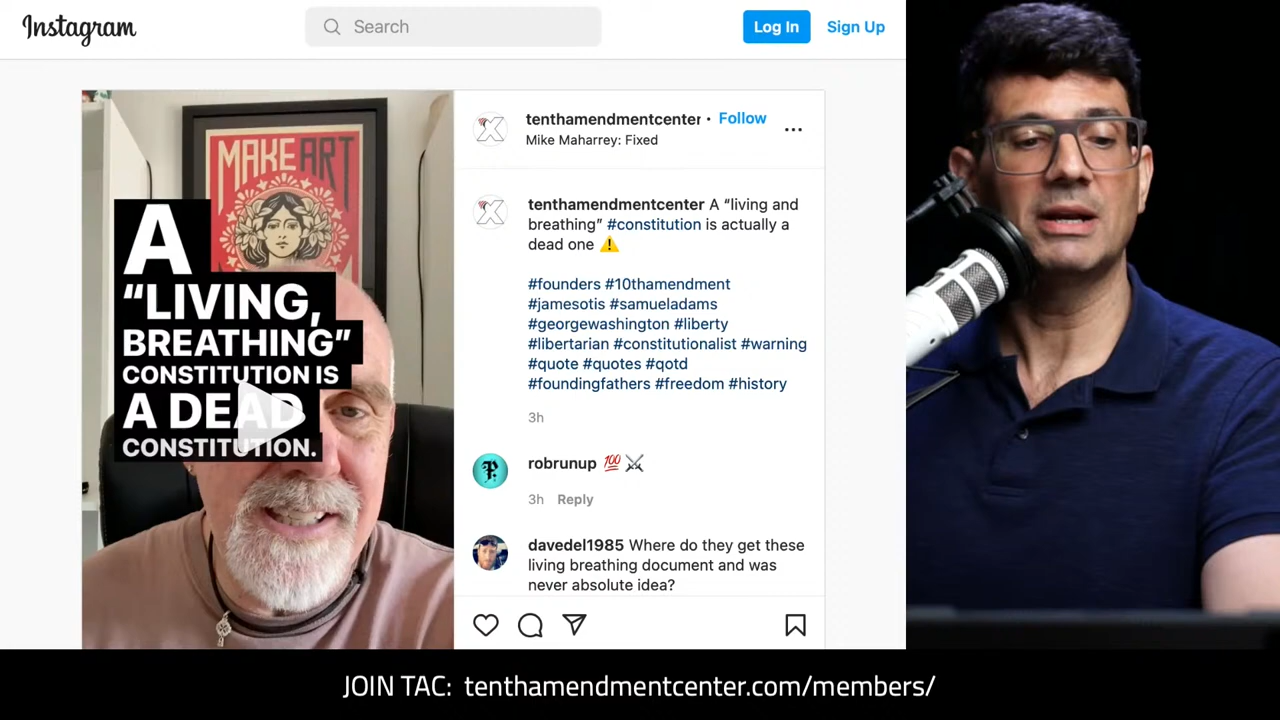 Instagram
Search
Log In
Sign Up
MAKE ART
A
“LIVING,
BREATHING”
CONSTITUTION IS
A DEAD
CONSTITUTION.
tenthamendmentcenter • Follow
Mike Maharrey: Fixed
tenthamendmentcenter A “living and
breathing” #constitution is actually a
dead one ⚠️
#founders #10thamendment
#jamesotis #samueladams
#georgewashington #liberty
#libertarian #constitutionalist #warning
#quote #quotes #qotd
#foundingfathers #freedom #history
3h
robrunup 💯 ⚔
3h Reply
davedel1985 Where do they get these
living breathing document and was
never absolute idea?
JOIN TAC: tenthamendmentcenter.com/members/